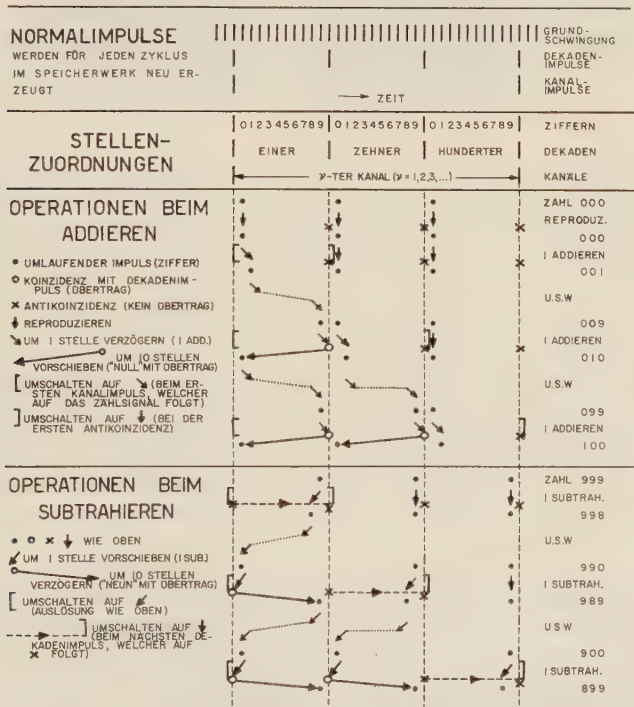 NORMALIMPULSE
WERDEN FÜR JEDEN ZYKLUS
IM SPEICHERWERK NEU ER-
ZEUGT
GRUND-
SCHWINGUNG
DEKADEN-
IMPULSE
KANAL-
IMPULSE
ZEIT
STELLEN-
ZUORDNUNGEN
0123456789 0123456789 0123456789 ZIFFERN
EINER ZEHNER HUNDERTER DEKADEN
ν-TER KANAL (ν = 1,2,3,...) KANÄLE
OPERATIONEN BEIM
ADDIEREN
UMLAUFENDER IMPULS (ZIFFER)
KOINZIDENZ MIT DEKADENIM-
PULS (ÜBERTRAG)
ANTIKOINZIDENZ (KEIN ÜBERTRAG)
REPRODUZIEREN
UM 1 STELLE VERZÖGERN (1 ADD.)
UM 10 STELLEN
VORSCHIEBEN ("NULL" MIT ÜBERTRAG)
[ UMSCHALTEN AUF (BEIM ER-
STEN KANALIMPULS, WELCHER
AUF DAS ZÄHLSIGNAL FOLGT)
] UMSCHALTEN AUF (BEI DER
ERSTEN ANTIKOINZIDENZ)
ZAHL 000
REPRODUZ.
000
1 ADDIEREN
001
U.S.W
009
1 ADDIEREN
010
U.S.W
099
1 ADDIEREN
100
OPERATIONEN BEIM
SUBTRAHIEREN
WIE OBEN
UM 1 STELLE VORSCHIEBEN (1 SUB.)
UM 10 STELLEN
VERZÖGERN ("NEUN" MIT ÜBERTRAG)
[ UMSCHALTEN AUF
(AUSLÖSUNG WIE OBEN)
] UMSCHALTEN AUF
(BEIM NÄCHSTEN DE-
KADENIMPULS, WELCHER AUF
FOLGT)
ZAHL 999
1 SUBTRAH.
998
U.S.W
990
1 SUBTRAH.
989
U S W
900
1 SUBTRAH.
899